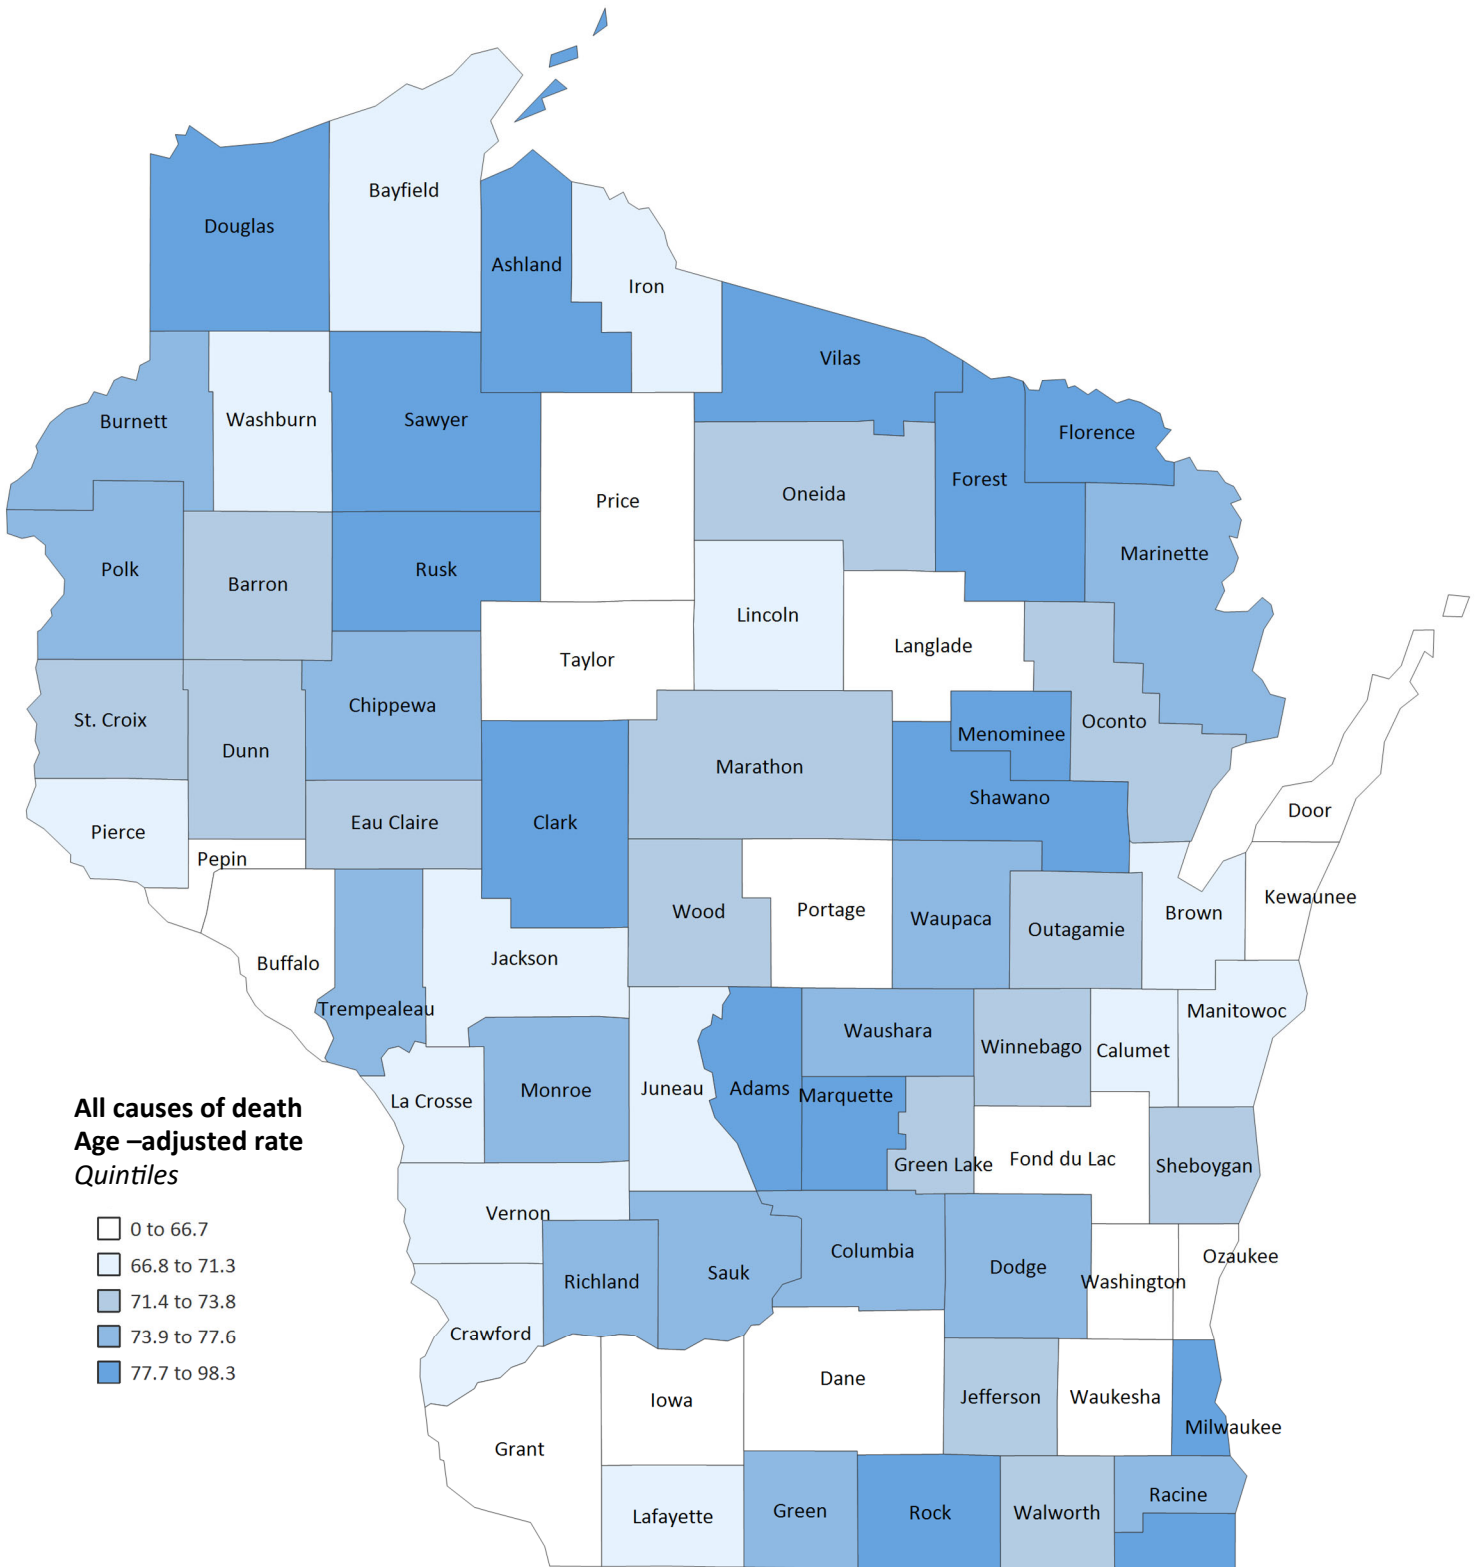 Bayfield
Douglas
Ashland
Iron
Vilas
Burnett
Washburn
Sawyer
Florence
Forest
Price
Oneida
Marinette
Polk
Barron
Rusk
Lincoln
Langlade
Taylor
St. Croix
Chippewa
Oconto
Menominee
Dunn
Marathon
Shawano
Door
Pierce
Eau Claire
Clark
Pepin
Kewaunee
Wood
Portage
Waupaca
Brown
Outagamie
Buffalo
Jackson
Trempealeau
Manitowoc
Waushara
Winnebago
Calumet
Monroe
Juneau
Adams
Marquette
La Crosse
Green Lake
Fond du Lac
Sheboygan
All causes of death
Age –adjusted rate
Quintiles
0 to 66.7
66.8 to 71.3
71.4 to 73.8
73.9 to 77.6
77.7 to 98.3
Vernon
Richland
Sauk
Columbia
Dodge
Washington
Ozaukee
Crawford
Iowa
Dane
Jefferson
Waukesha
Milwaukee
Grant
Lafayette
Green
Rock
Walworth
Racine